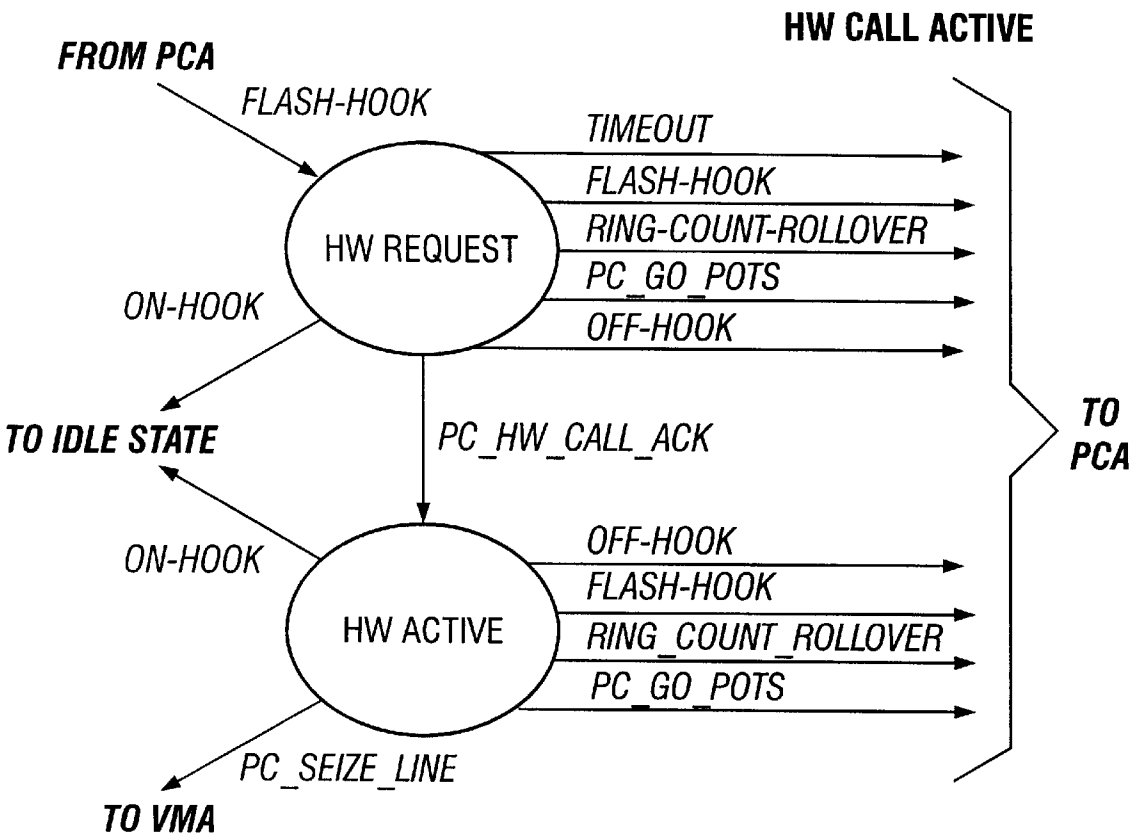 HW CALL ACTIVE
FROM PCA
FLASH-HOOK
TIMEOUT
FLASH-HOOK
RING-COUNT-ROLLOVER
PC_GO_POTS
OFF-HOOK
HW REQUEST
ON-HOOK
TO IDLE STATE
PC_HW_CALL_ACK
TO
PCA
ON-HOOK
OFF-HOOK
FLASH-HOOK
RING_COUNT_ROLLOVER
PC_GO_POTS
HW ACTIVE
PC_SEIZE_LINE
TO VMA